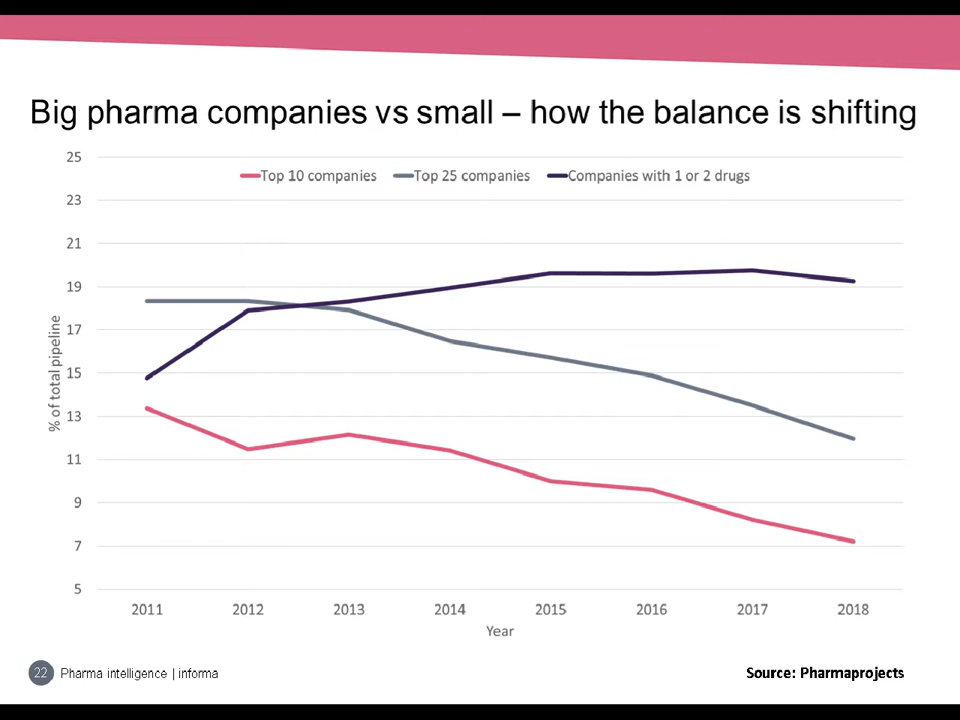 Big pharma companies vs small – how the balance is shifting
Top 10 companies Top 25 companies Companies with 1 or 2 drugs
25
23
21
19
17
15
13
11
9
7
5
% of total pipeline
2011 2012 2013 2014 2015 2016 2017 2018
Year
22 Pharma intelligence | informa
Source: Pharmaprojects